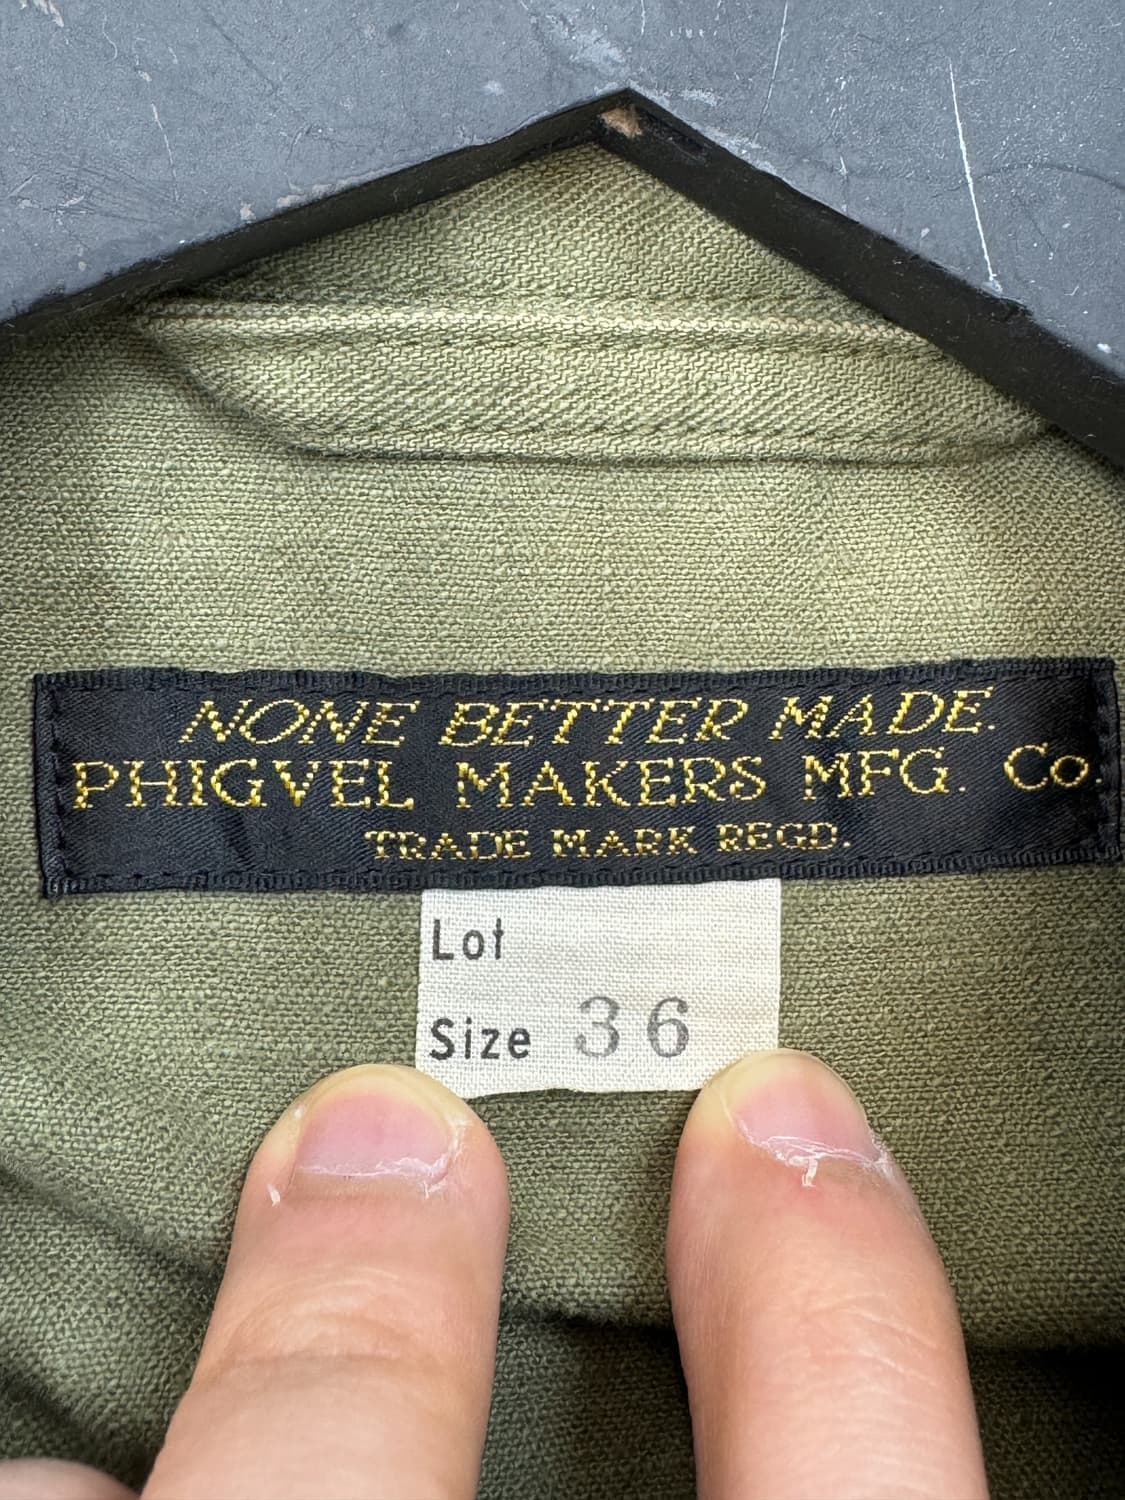 NONE BETTER MADE.
PHIGVEL MAKERS MFG. Co.
TRADE MARK REGD.
Lot
Size 36